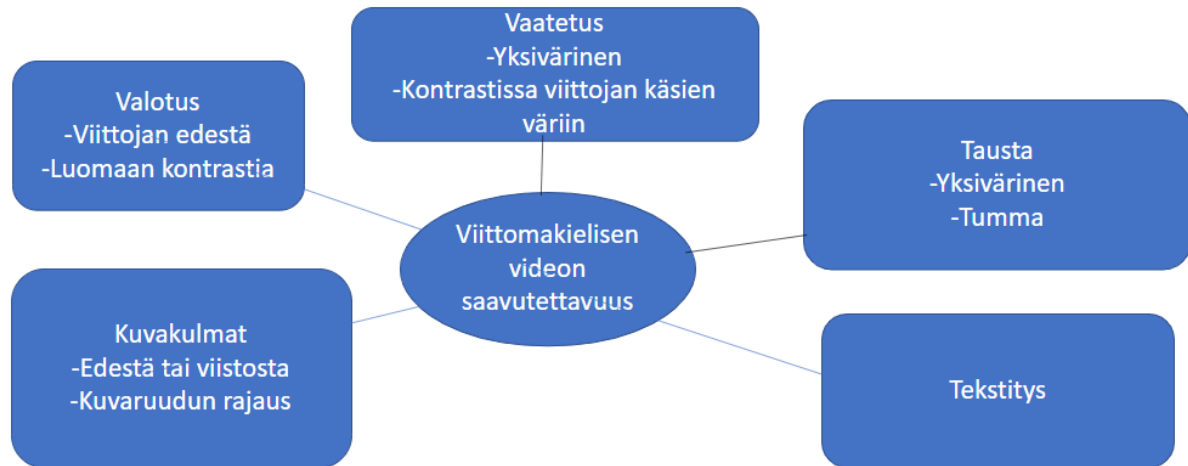 Vaatetus
-Yksivärinen
-Kontrastissa viittojan käsien
väriin
Valotus
-Viittojan edestä
-Luomaan kontrastia
Tausta
-Yksivärinen
-Tumma
Viittomakielisen
videon
saavutettavuus
Kuvakulmat
-Edestä tai viistosta
-Kuvaruudun rajaus
Tekstitys